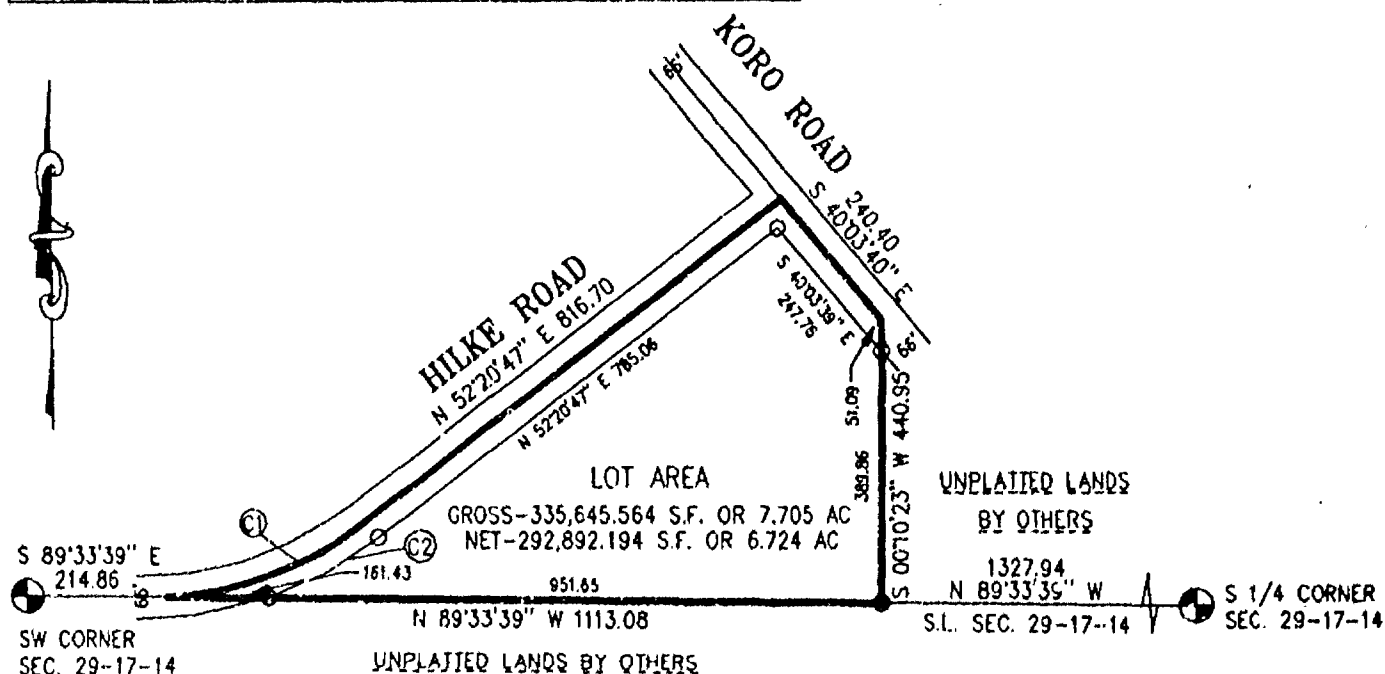 KORO ROAD
66'
S 40°03'40" E
240.40
HILKE ROAD
N 52°20'47" E 816.70
N 52°20'47" E 785.06
S 40°03'39" E
247.76
66'
51.09
389.86
S 00°10'23" W 440.95
LOT AREA
GROSS-335,645.564 S.F. OR 7.705 AC
NET-292,892.194 S.F. OR 6.724 AC
UNPLATTED LANDS
BY OTHERS
C1
C2
S 89°33'39" E
214.86
66'
161.43
951.65
N 89°33'39" W 1113.08
1327.94
N 89°33'39" W
S.L. SEC. 29-17-14
S 1/4 CORNER
SEC. 29-17-14
SW CORNER
SEC. 29-17-14
UNPLATTED LANDS BY OTHERS